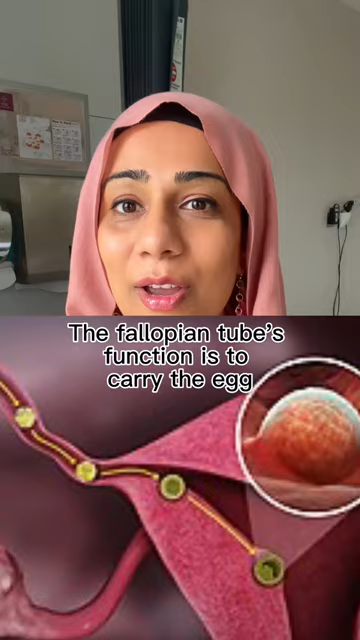 The fallopian tube's
function is to
carry the egg